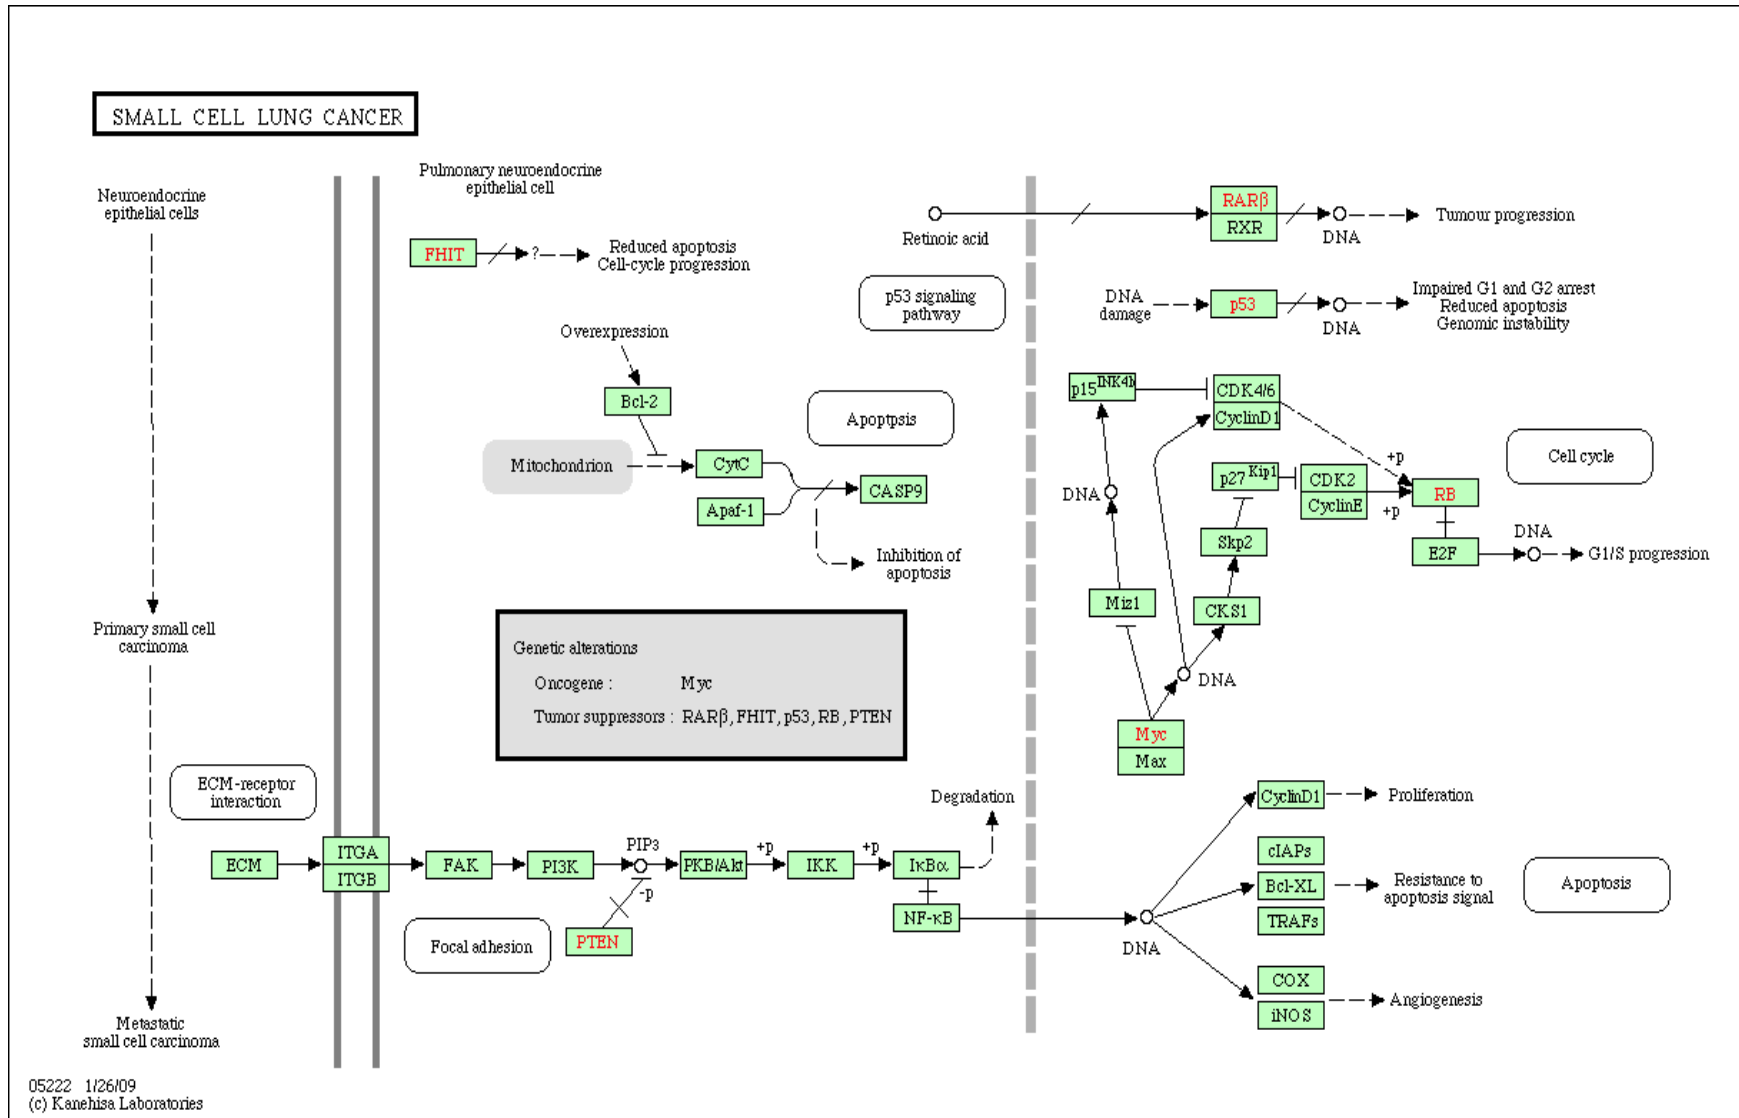 SMALL CELL LUNG CANCER
Neuroendocrine
epithelial cells
Primary small cell
carcinoma
Metastatic
small cell carcinoma
Pulmonary neuroendocrine
epithelial cell
FHIT
?
Reduced apoptosis
Cell-cycle progression
Retinoic acid
RARβ
RXR
DNA
Tumour progression
p53 signaling
pathway
DNA
damage
p53
DNA
Impaired G1 and G2 arrest
Reduced apoptosis
Genomic instability
Overexpression
Bcl-2
Apoptpsis
Mitochondrion
CytC
Apaf-1
CASP9
Inhibition of
apoptosis
p15INK4b
CDK4/6
CyclinD1
+p
Cell cycle
p27Kip1
CDK2
CyclinE
+p
RB
DNA
Skp2
E2F
DNA
G1/S progression
Miz1
CKS1
DNA
Myc
Max
Genetic alterations
Oncogene : Myc
Tumor suppressors : RARβ, FHIT, p53, RB, PTEN
ECM-receptor
interaction
ECM
ITGA
ITGB
FAK
PI3K
PIP3
-p
PTEN
PKB/Akt
+p
IKK
+p
IκBα
NF-κB
Degradation
Focal adhesion
DNA
CyclinD1
Proliferation
cIAPs
Bcl-XL
TRAFs
Resistance to
apoptosis signal
Apoptosis
COX
iNOS
Angiogenesis
05222 1/26/09
(c) Kanehisa Laboratories